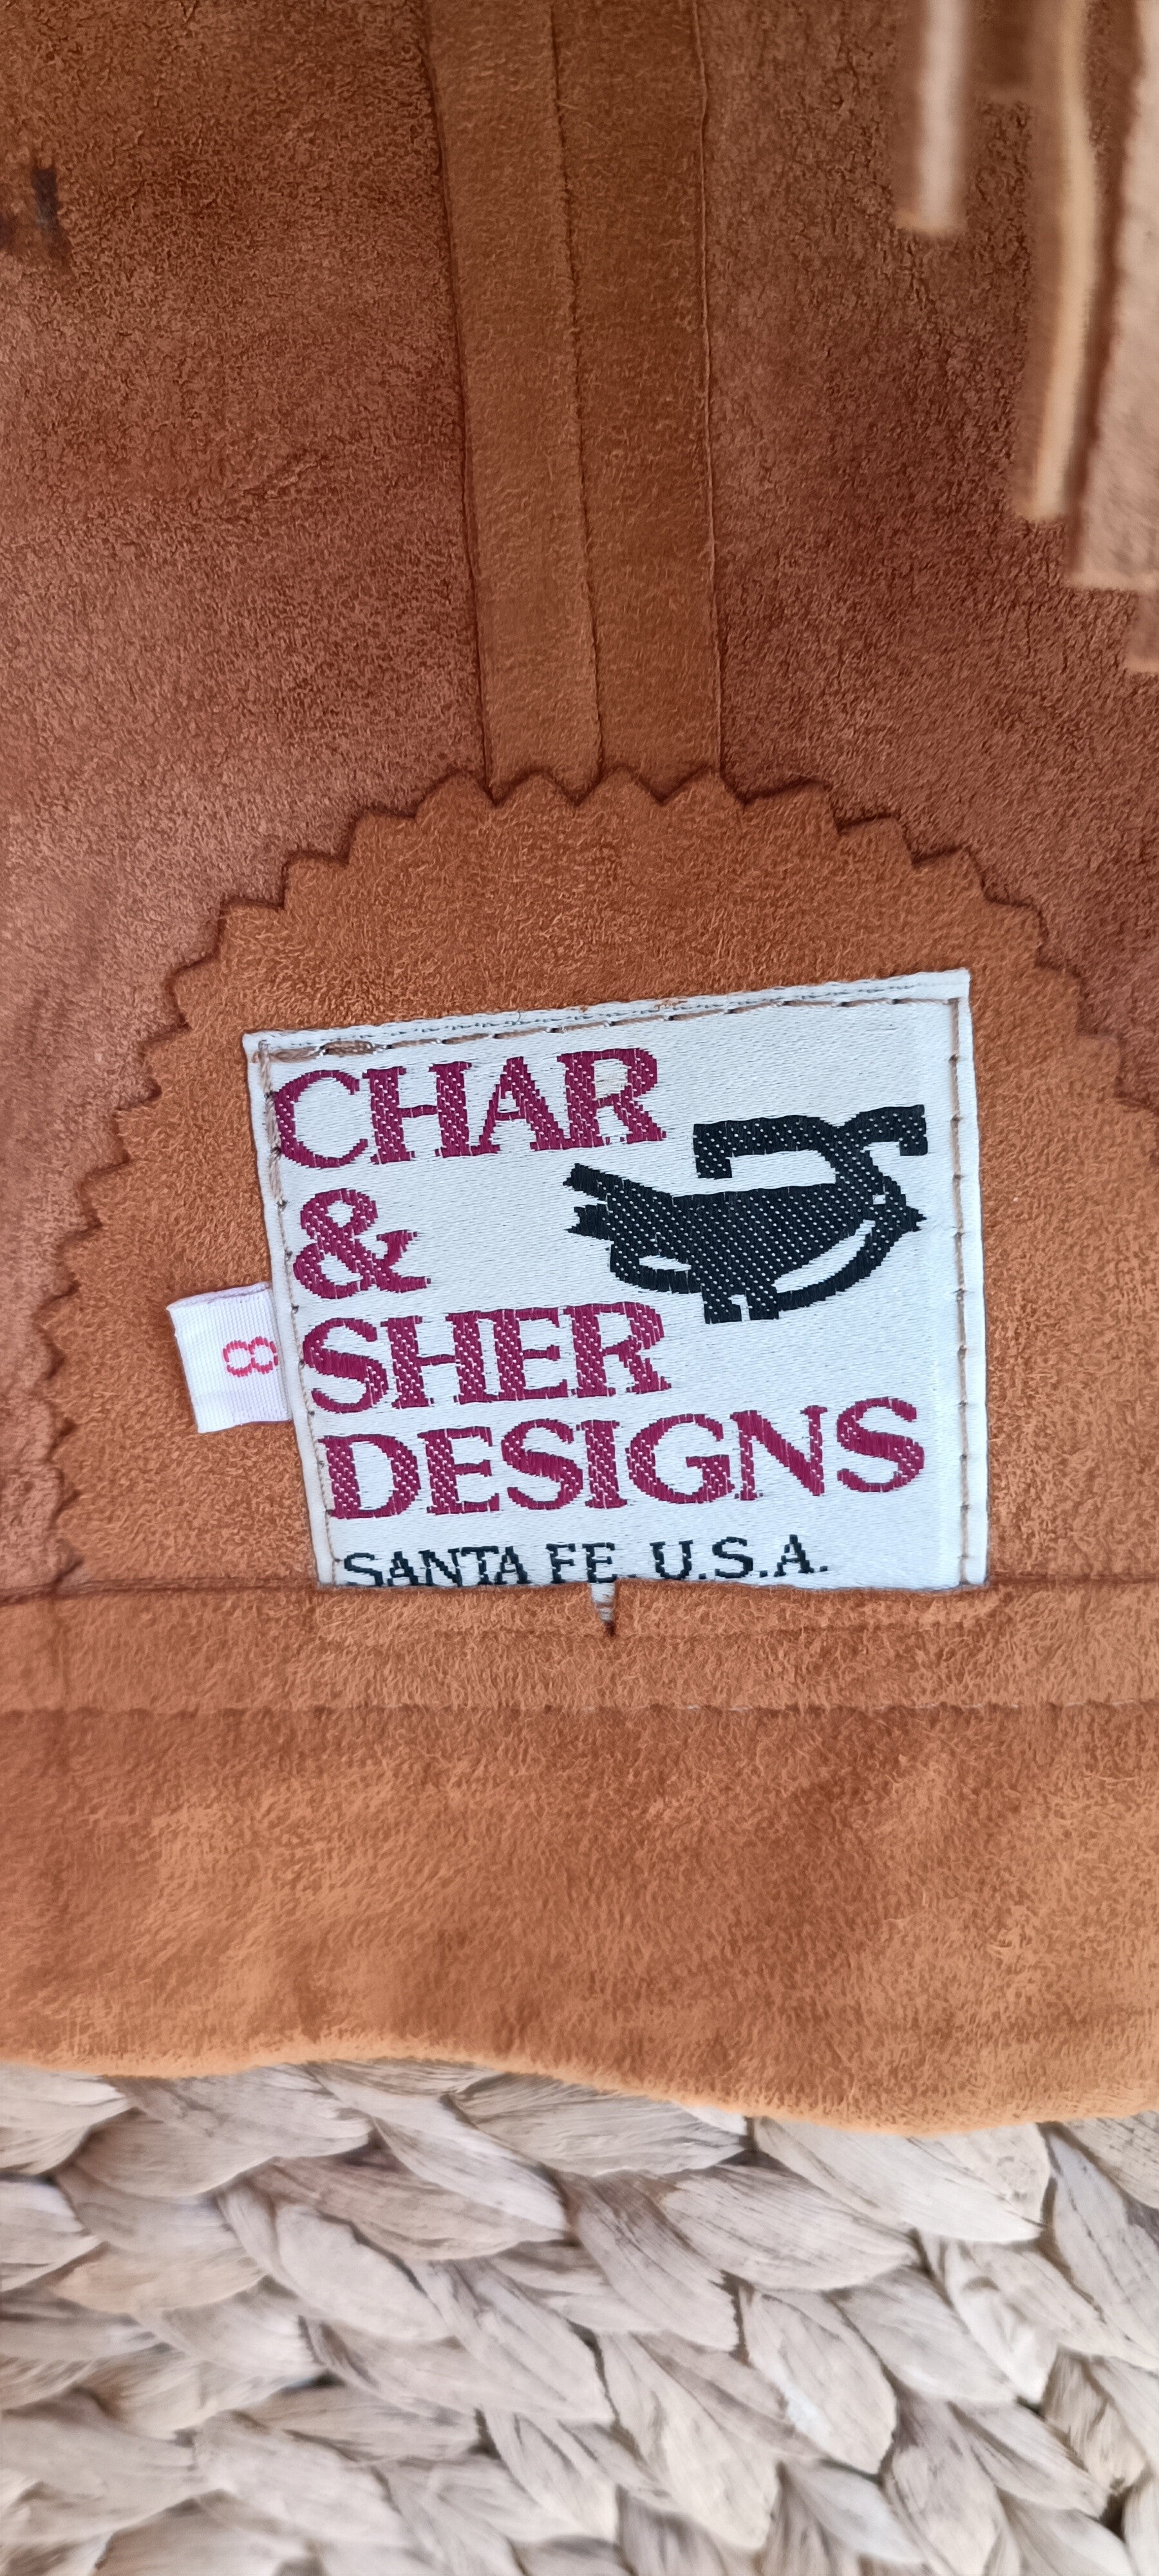 CHAR
&
SHER
DESIGNS
SANTA FE, U.S.A.
8